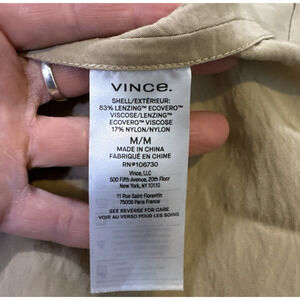 VINCE.
SHELL/EXTÉRIEUR:
83% LENZING™ ECOVERO™
VISCOSE/LENZING™
ECOVERO™ VISCOSE
17% NYLON/NYLON
M/M
MADE IN CHINA
FABRIQUÉ EN CHINE
RN#106730
Vince, LLC
500 Fifth Avenue, 20th Floor
New York, NY 10110
11 Rue Saint Florentin
75008 Paris France
SEE REVERSE FOR CARE.
VOIR AU VERSO POUR LES SOINS